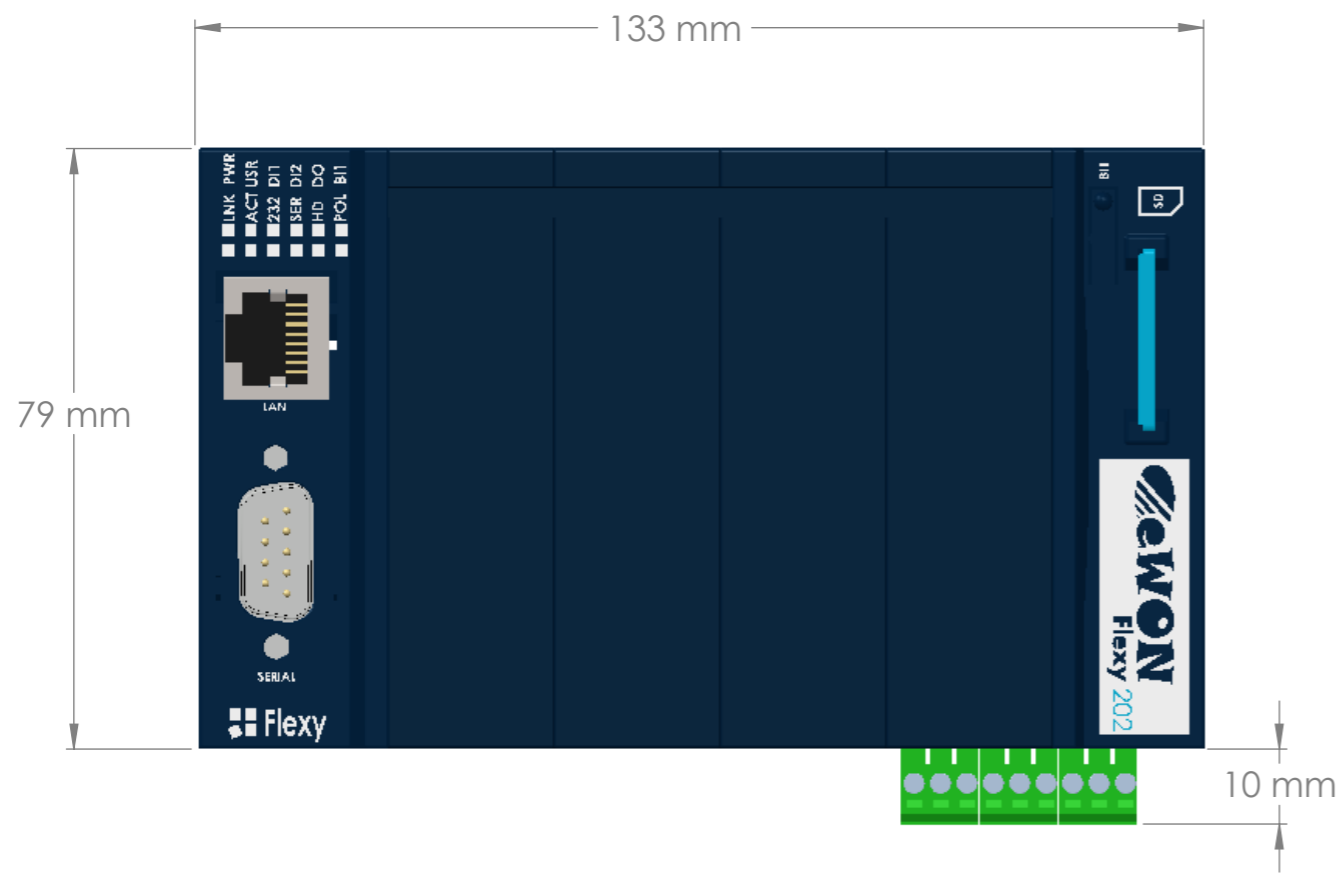 133 mm
79 mm
LNK PWR
ACT USR
232 DI1
SER DI2
HD DO
POL BI1
LAN
SERIAL
Flexy
BI1
SD
eWON
Flexy 202
10 mm